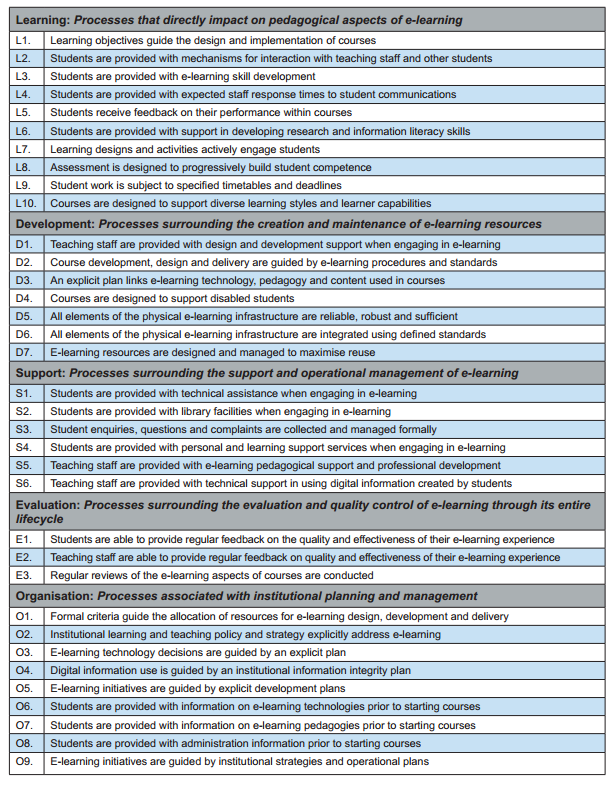 Learning: Processes that directly impact on pedagogical aspects of e-learning
L1. Learning objectives guide the design and implementation of courses
L2. Students are provided with mechanisms for interaction with teaching staff and other students
L3. Students are provided with e-learning skill development
L4. Students are provided with expected staff response times to student communications
L5. Students receive feedback on their performance within courses
L6. Students are provided with support in developing research and information literacy skills
L7. Learning designs and activities actively engage students
L8. Assessment is designed to progressively build student competence
L9. Student work is subject to specified timetables and deadlines
L10. Courses are designed to support diverse learning styles and learner capabilities
Development: Processes surrounding the creation and maintenance of e-learning resources
D1. Teaching staff are provided with design and development support when engaging in e-learning
D2. Course development, design and delivery are guided by e-learning procedures and standards
D3. An explicit plan links e-learning technology, pedagogy and content used in courses
D4. Courses are designed to support disabled students
D5. All elements of the physical e-learning infrastructure are reliable, robust and sufficient
D6. All elements of the physical e-learning infrastructure are integrated using defined standards
D7. E-learning resources are designed and managed to maximise reuse
Support: Processes surrounding the support and operational management of e-learning
S1. Students are provided with technical assistance when engaging in e-learning
S2. Students are provided with library facilities when engaging in e-learning
S3. Student enquiries, questions and complaints are collected and managed formally
S4. Students are provided with personal and learning support services when engaging in e-learning
S5. Teaching staff are provided with e-learning pedagogical support and professional development
S6. Teaching staff are provided with technical support in using digital information created by students
Evaluation: Processes surrounding the evaluation and quality control of e-learning through its entire
lifecycle
E1. Students are able to provide regular feedback on the quality and effectiveness of their e-learning experience
E2. Teaching staff are able to provide regular feedback on quality and effectiveness of their e-learning experience
E3. Regular reviews of the e-learning aspects of courses are conducted
Organisation: Processes associated with institutional planning and management
O1. Formal criteria guide the allocation of resources for e-learning design, development and delivery
O2. Institutional learning and teaching policy and strategy explicitly address e-learning
O3. E-learning technology decisions are guided by an explicit plan
O4. Digital information use is guided by an institutional information integrity plan
O5. E-learning initiatives are guided by explicit development plans
O6. Students are provided with information on e-learning technologies prior to starting courses
O7. Students are provided with information on e-learning pedagogies prior to starting courses
O8. Students are provided with administration information prior to starting courses
O9. E-learning initiatives are guided by institutional strategies and operational plans